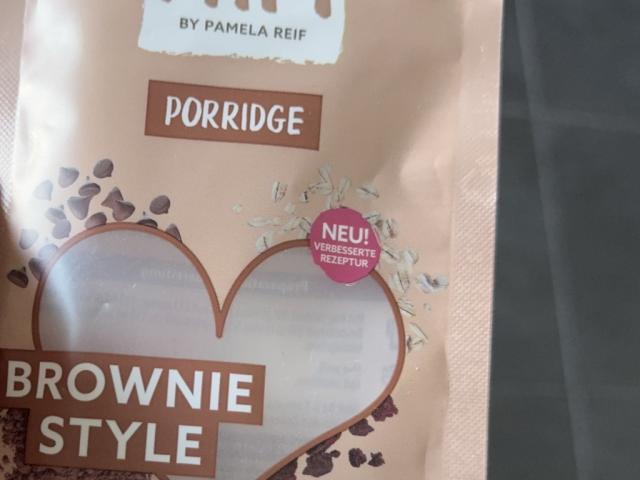 BY PAMELA REIF
PORRIDGE
NEU!
VERBESSERTE
REZEPTUR
BROWNIE
STYLE